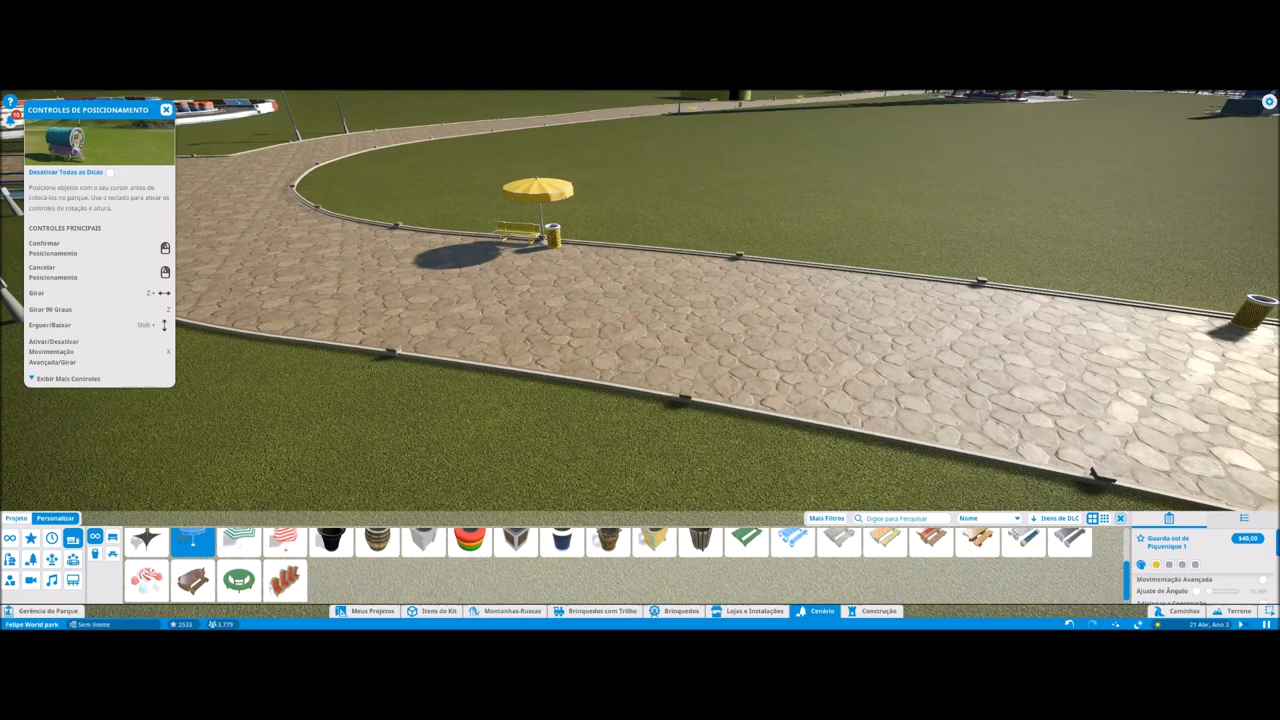 ?
CONTROLES DE POSICIONAMENTO
Desativar Todas as Dicas
Posicione objetos com o seu cursor antes de
colocá-los no parque. Use o teclado para ativar os
controles de rotação e altura.
CONTROLES PRINCIPAIS
Confirmar
Posicionamento
Cancelar
Posicionamento
Girar Z +
Girar 90 Graus Z
Erguer/Baixar Shift +
Ativar/Desativar
Movimentação X
Avançada/Girar
Exibir Mais Controles
Projeto Personalizar
Mais Filtros Digite para Pesquisar Nome Itens de DLC
Guarda-sol de
Piquenique 1 $40,00
Movimentação Avançada
Ajuste de Ângulo
Gerência do Parque Meus Projetos Itens do Kit Montanhas-Russas Brinquedos com Trilho Brinquedos Lojas e Instalações Cenário Construção Caminhos Terreno
Felipe World park Sem limite 2533 3.779 21 Abr, Ano 3